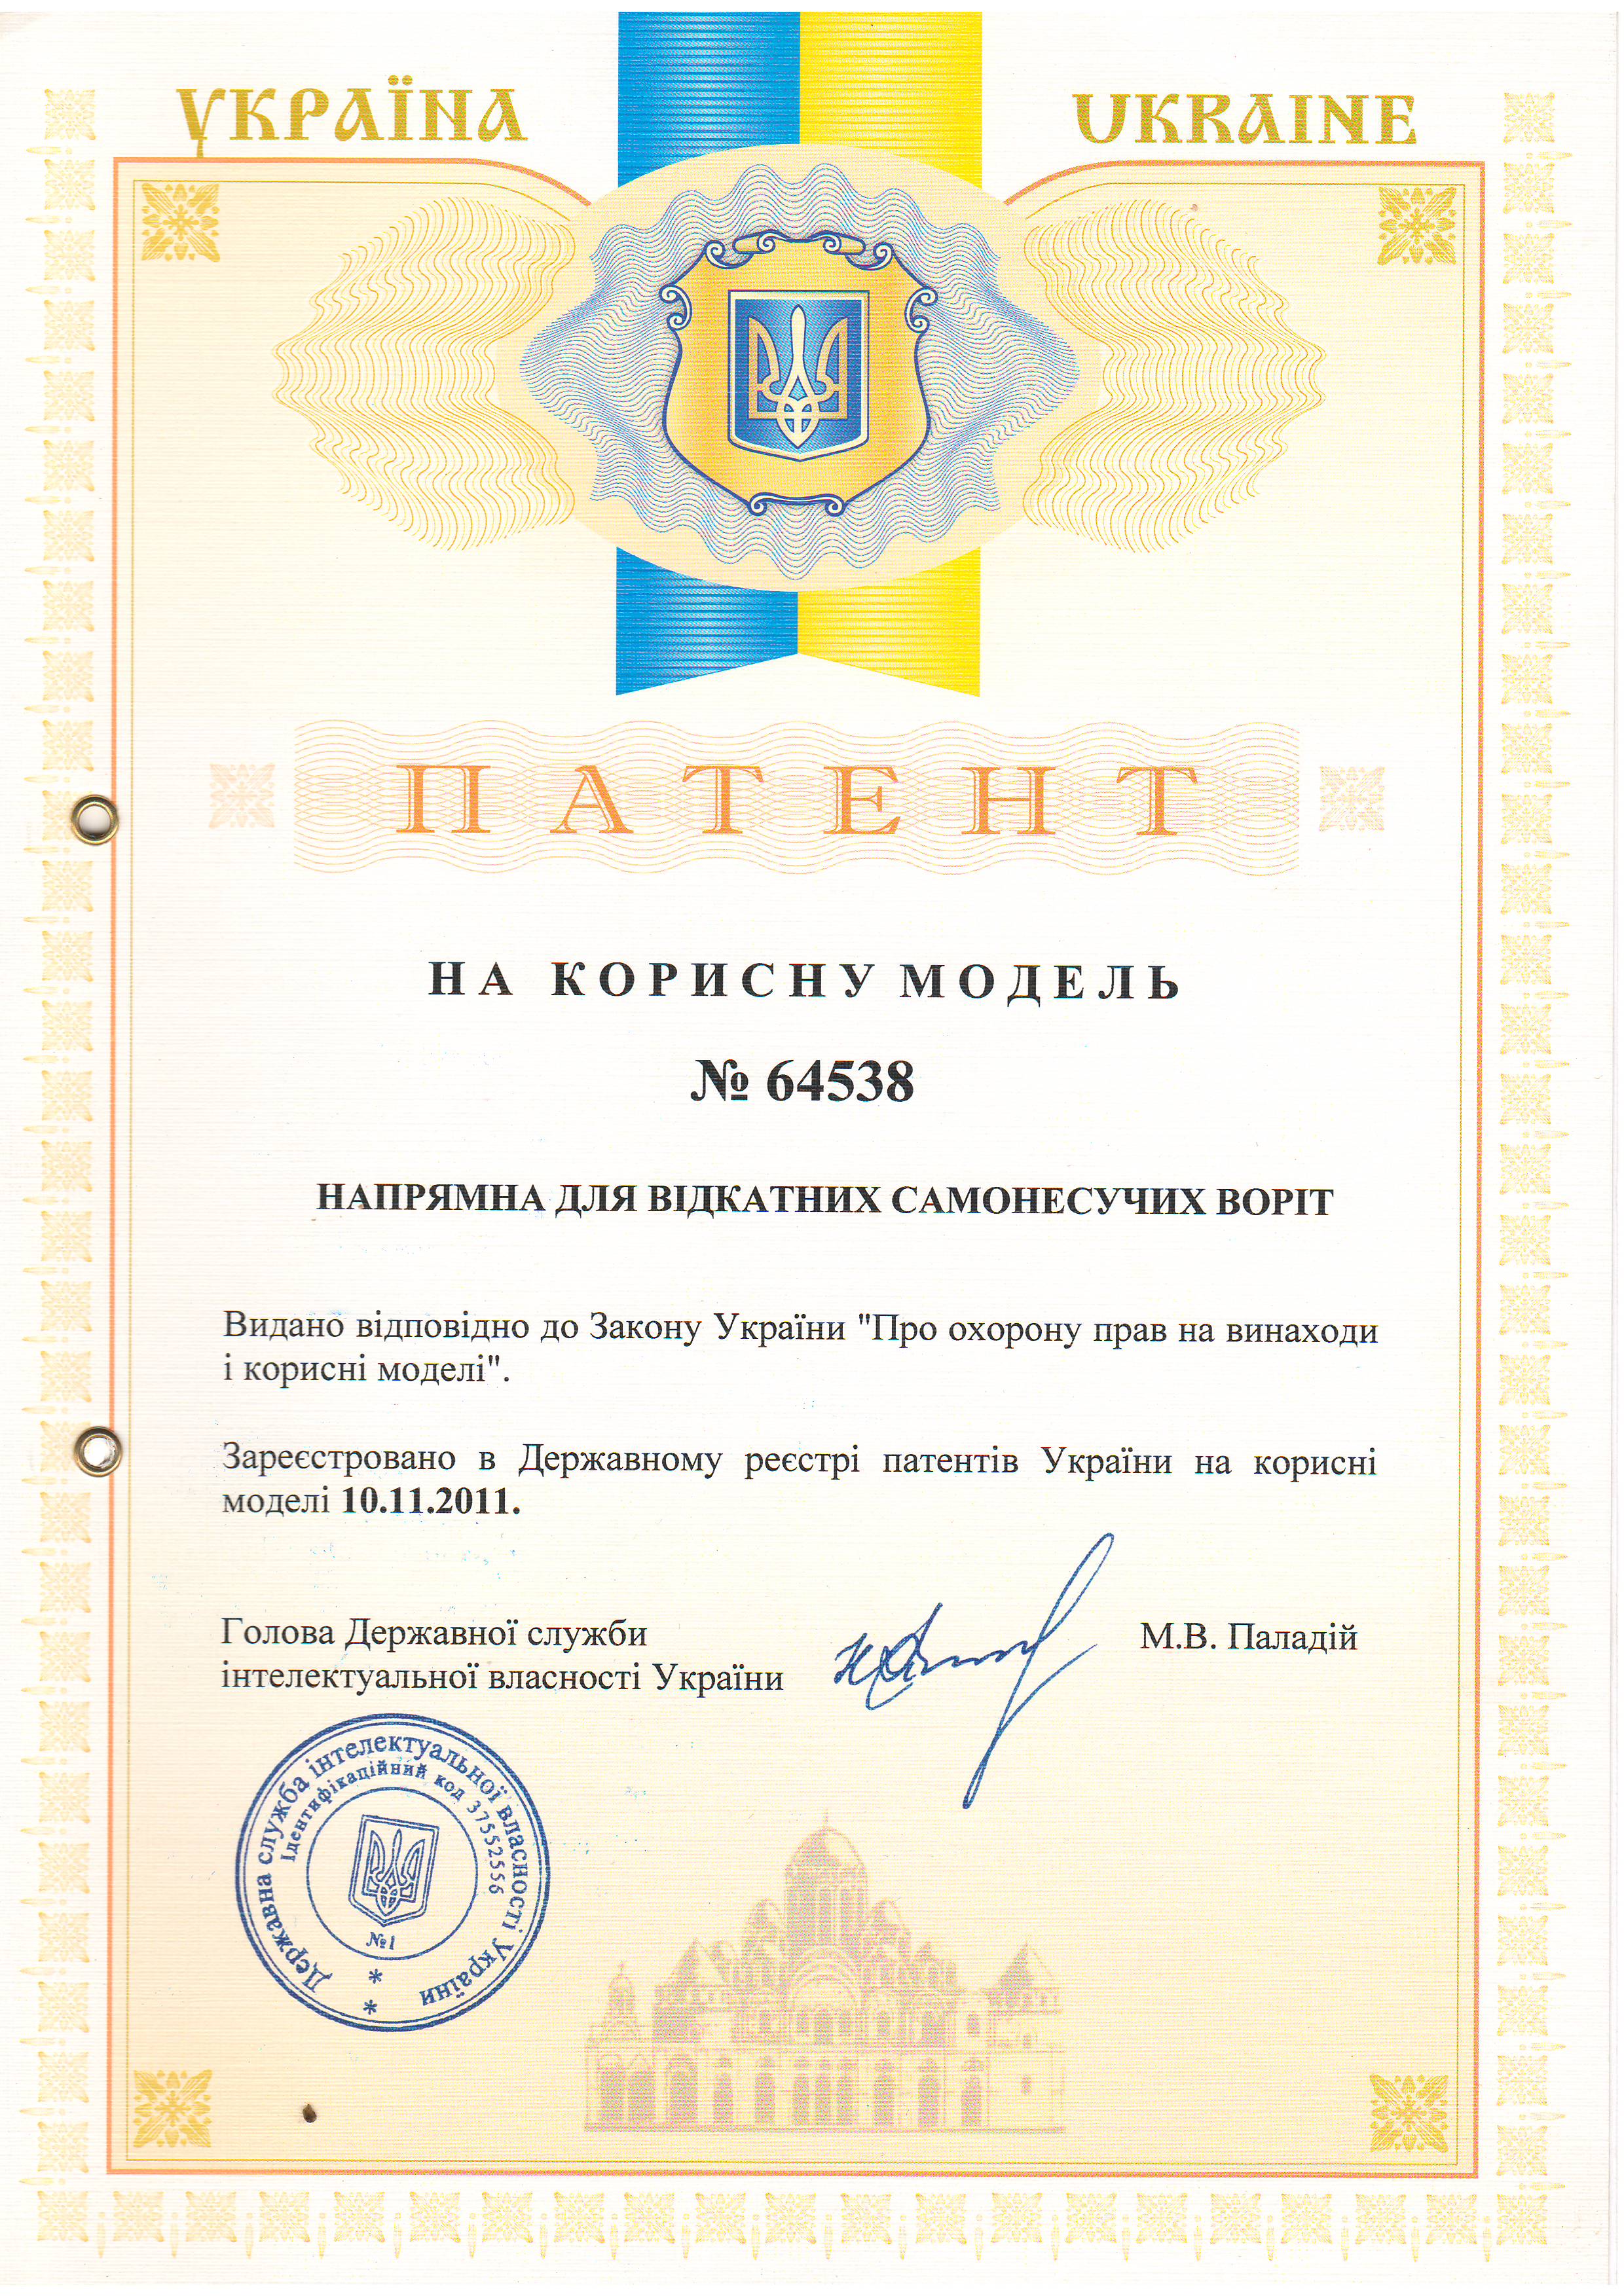 УКРАЇНА
UKRAINE
ПАТЕНТ
НА КОРИСНУ МОДЕЛЬ
№ 64538
НАПРЯМНА ДЛЯ ВІДКАТНИХ САМОНЕСУЧИХ ВОРІТ
Видано відповідно до Закону України "Про охорону прав на винаходи
і корисні моделі".
Зареєстровано в Державному реєстрі патентів України на корисні
моделі 10.11.2011.
Голова Державної служби
інтелектуальної власності України
М.В. Паладій
Державна служба інтелектуальної власності України
Ідентифікаційний код 37552556
№1
* *